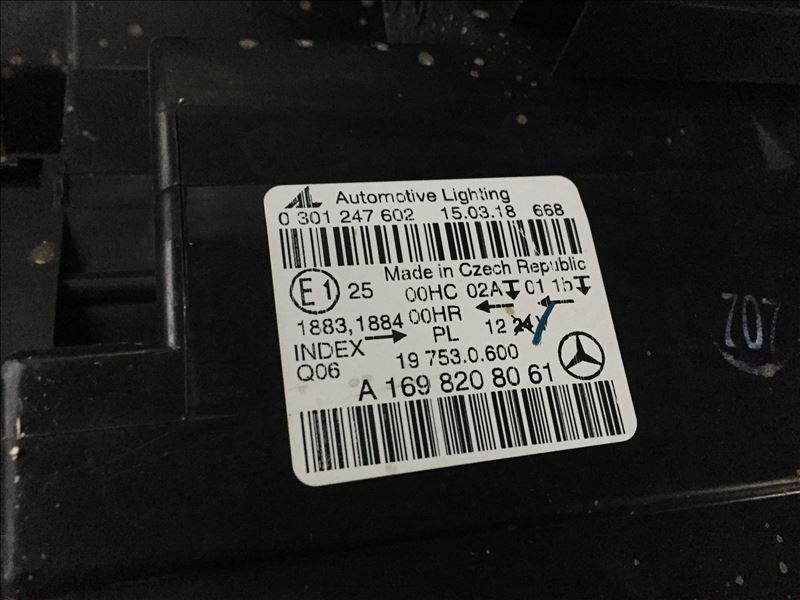 AL Automotive Lighting
0 301 247 602 15.03.18 668
Made in Czech Republic
E1 25 00HC 02A 01 1b
1883,1884 00HR
PL 12
INDEX
Q06 19 753.0.600
A 169 820 80 61
707